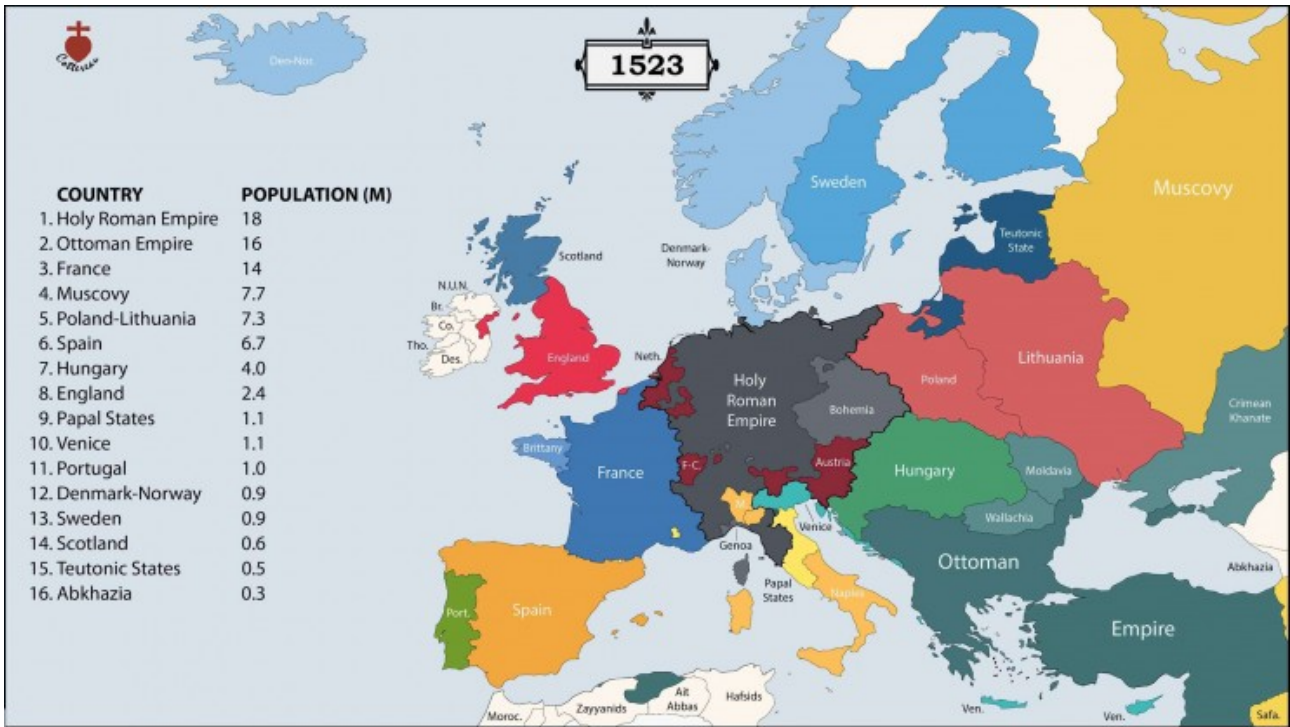 Cottereau
Den-Nor.
1523
COUNTRY POPULATION (M)
1. Holy Roman Empire 18
2. Ottoman Empire 16
3. France 14
4. Muscovy 7.7
5. Poland-Lithuania 7.3
6. Spain 6.7
7. Hungary 4.0
8. England 2.4
9. Papal States 1.1
10. Venice 1.1
11. Portugal 1.0
12. Denmark-Norway 0.9
13. Sweden 0.9
14. Scotland 0.6
15. Teutonic States 0.5
16. Abkhazia 0.3
Sweden
Muscovy
Teutonic
State
Denmark-
Norway
Scotland
N.U.N.
Br.
Co.
Tho.
Des.
England
Neth.
Holy
Roman
Empire
Bohemia
Poland
Lithuania
Crimean
Khanate
Brittany
France
F-C.
Austria
Hungary
Moldavia
Wallachia
M.
Venice
Genoa
Papal
States
Naples
Ottoman
Empire
Abkhazia
Port.
Spain
Moroc.
Zayyanids
Ait
Abbas
Hafsids
Ven.
Ven.
Safa.